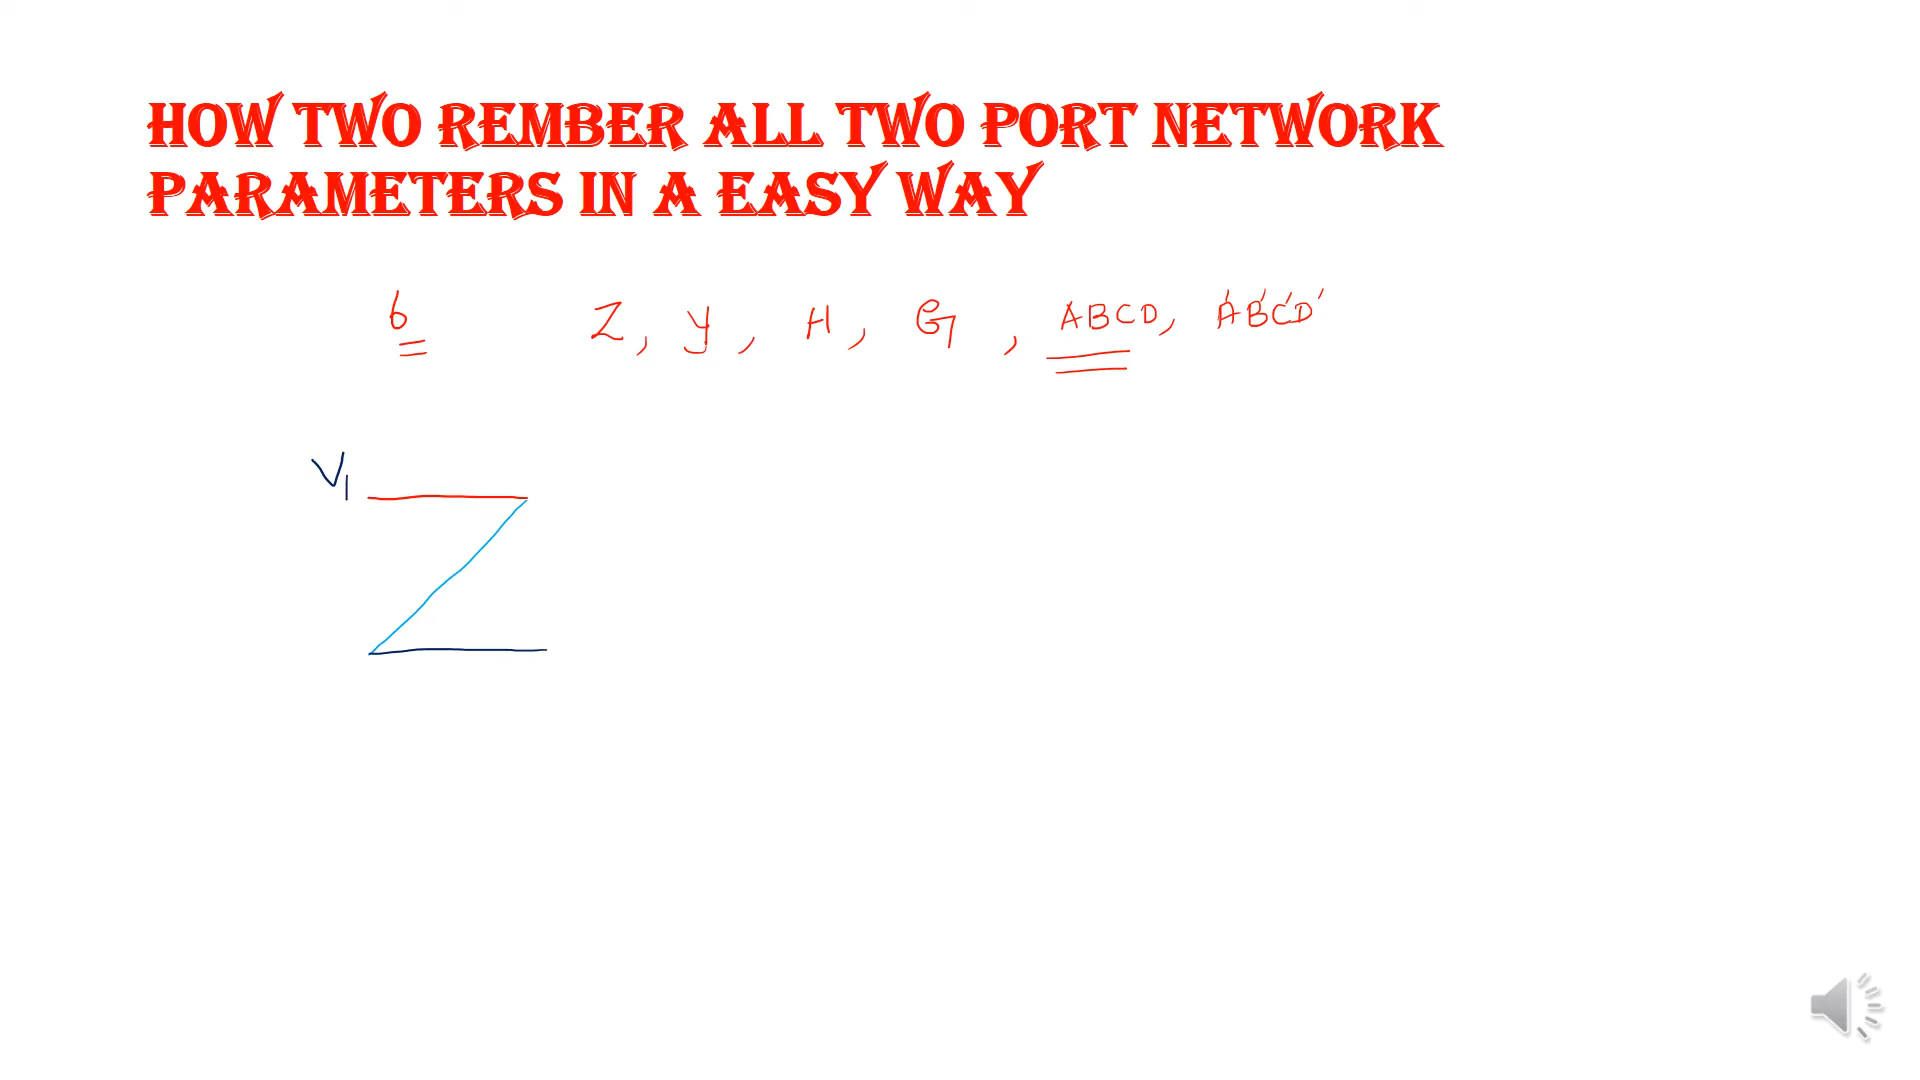 HOW TWO REMBER ALL TWO PORT NETWORK
PARAMETERS IN A EASY WAY
6 Z, y, H, G, ABCD, A'B'C'D'
V1
Z